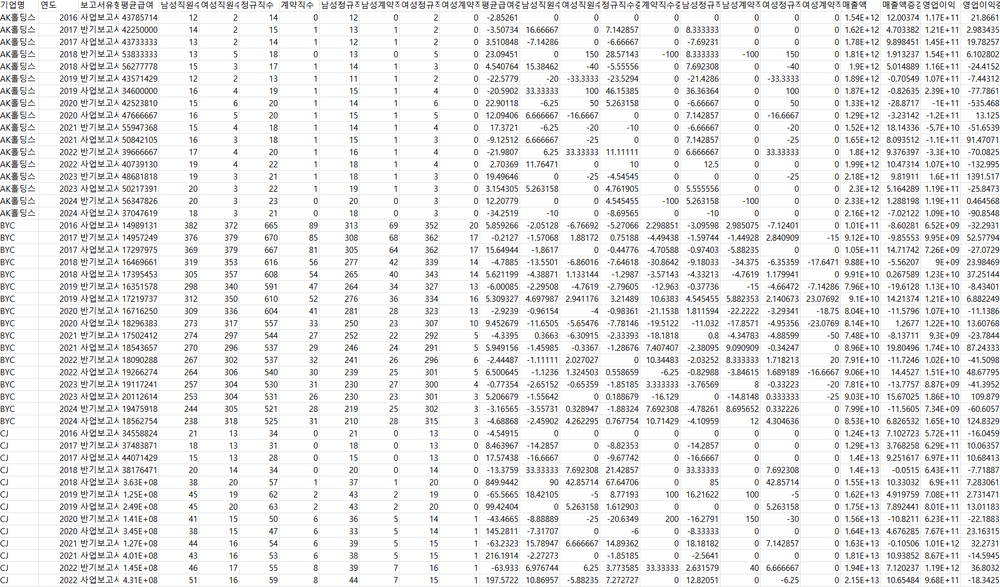 기업명 연도 보고서유형 평균급여 남성직원수 여성직원수 정규직수 계약직수 남성정규직 남성계약직 여성정규직 여성계약직 평균급여증 남성직원수 여성직원수 정규직수증 계약직수증 남성정규직 남성계약직 여성정규직 여성계약직 매출액 매출액증감 영업이익 영업이익증
AK홀딩스 2016 사업보고서 43785714 12 2 14 0 12 0 2 0 -2.85261 0 0 0 0 0 0 0 0 1.54E+12 12.00374 1.17E+11 21.8661
AK홀딩스 2017 반기보고서 42250000 14 2 15 1 13 1 2 0 -3.50734 16.66667 0 7.142857 0 8.333333 0 0 0 1.62E+12 4.703382 1.21E+11 2.983435
AK홀딩스 2017 사업보고서 43733333 13 2 14 1 12 1 2 0 3.510848 -7.14286 0 -6.66667 0 -7.69231 0 0 0 1.78E+12 9.898451 1.45E+11 19.78257
AK홀딩스 2018 반기보고서 53833333 13 5 18 0 13 0 5 0 23.09451 0 150 28.57143 -100 8.333333 -100 150 0 1.81E+12 1.913237 1.54E+11 6.102802
AK홀딩스 2018 사업보고서 56277778 15 3 17 1 14 1 3 0 4.540764 15.38462 -40 -5.55556 0 7.692308 0 -40 0 1.9E+12 5.014889 1.16E+11 -24.4152
AK홀딩스 2019 반기보고서 43571429 12 2 13 1 11 1 2 0 -22.5779 -20 -33.3333 -23.5294 0 -21.4286 0 -33.3333 0 1.89E+12 -0.70549 1.07E+11 -7.44312
AK홀딩스 2019 사업보고서 34600000 16 4 19 1 15 1 4 0 -20.5902 33.33333 100 46.15385 0 36.36364 0 100 0 1.87E+12 -0.82635 2.39E+10 -77.7861
AK홀딩스 2020 반기보고서 42523810 15 6 20 1 14 1 6 0 22.90118 -6.25 50 5.263158 0 -6.66667 0 50 0 1.33E+12 -28.8717 -1E+11 -535.468
AK홀딩스 2020 사업보고서 47666667 16 5 20 1 15 1 5 0 12.09406 6.666667 -16.6667 0 0 7.142857 0 -16.6667 0 1.29E+12 -3.23142 -1.2E+11 13.125
AK홀딩스 2021 반기보고서 55947368 15 4 18 1 14 1 4 0 17.3721 -6.25 -20 -10 0 -6.66667 0 -20 0 1.52E+12 18.14336 -5.7E+10 -51.6539
AK홀딩스 2021 사업보고서 50842105 16 3 18 1 15 1 3 0 -9.12512 6.666667 -25 0 0 7.142857 0 -25 0 1.65E+12 8.093512 -1.1E+11 91.47071
AK홀딩스 2022 반기보고서 39666667 17 4 20 1 16 1 4 0 -21.9807 6.25 33.33333 11.11111 0 6.666667 0 33.33333 0 1.8E+12 9.376397 -3.3E+10 -70.0825
AK홀딩스 2022 사업보고서 40739130 19 4 22 1 18 1 4 0 2.70369 11.76471 0 10 0 12.5 0 0 0 1.99E+12 10.47314 1.07E+10 -132.995
AK홀딩스 2023 반기보고서 48681818 19 3 21 1 18 1 3 0 19.49646 0 -25 -4.54545 0 0 0 -25 0 2.18E+12 9.81911 1.6E+11 1391.517
AK홀딩스 2023 사업보고서 50217391 20 3 22 1 19 1 3 0 3.154305 5.263158 0 4.761905 0 5.555556 0 0 0 2.3E+12 5.164289 1.19E+11 -25.8473
AK홀딩스 2024 반기보고서 56347826 20 3 23 0 20 0 3 0 12.20779 0 0 4.545455 -100 5.263158 -100 0 0 2.33E+12 1.288198 1.19E+11 0.464568
AK홀딩스 2024 사업보고서 37047619 18 3 21 0 18 0 3 0 -34.2519 -10 0 -8.69565 0 -10 0 0 0 2.16E+12 -7.02122 1.09E+10 -90.8548
BYC 2016 사업보고서 14989131 382 372 665 89 313 69 352 20 5.859266 -2.05128 -6.76692 -5.27066 2.298851 -3.09598 2.985075 -7.12401 0 1.01E+11 -8.60281 6.52E+09 -32.2931
BYC 2017 반기보고서 14957249 376 379 670 85 308 68 362 17 -0.2127 -1.57068 1.88172 0.75188 -4.49438 -1.59744 -1.44928 2.840909 -15 9.12E+10 -9.85553 9.95E+09 52.57794
BYC 2017 사업보고서 17297975 369 379 667 81 305 64 362 17 15.64944 -1.8617 0 -0.44776 -4.70588 -0.97403 -5.88235 0 0 1.05E+11 14.71742 7.26E+09 -27.0729
BYC 2018 반기보고서 16469661 319 353 616 56 277 42 339 14 -4.7885 -13.5501 -6.86016 -7.64618 -30.8642 -9.18033 -34.375 -6.35359 -17.6471 9.88E+10 -5.56207 9E+09 23.98469
BYC 2018 사업보고서 17395453 305 357 608 54 265 40 343 14 5.621199 -4.38871 1.133144 -1.2987 -3.57143 -4.33213 -4.7619 1.179941 0 9.91E+10 0.267589 1.23E+10 37.25144
BYC 2019 반기보고서 16351578 298 340 591 47 264 34 327 13 -6.00085 -2.29508 -4.7619 -2.79605 -12.963 -0.37736 -15 -4.66472 -7.14286 7.96E+10 -19.6128 1.13E+10 -8.43401
BYC 2019 사업보고서 17219737 312 350 610 52 276 36 334 16 5.309327 4.697987 2.941176 3.21489 10.6383 4.545455 5.882353 2.140673 23.07692 9.1E+10 14.21374 1.21E+10 6.882249
BYC 2020 반기보고서 16716250 309 336 604 41 281 28 323 13 -2.9239 -0.96154 -4 -0.98361 -21.1538 1.811594 -22.2222 -3.29341 -18.75 8.04E+10 -11.5796 1.07E+10 -11.1386
BYC 2020 사업보고서 18296383 273 317 557 33 250 23 307 10 9.452679 -11.6505 -5.65476 -7.78146 -19.5122 -11.032 -17.8571 -4.95356 -23.0769 8.14E+10 1.2677 1.22E+10 13.60768
BYC 2021 반기보고서 17502412 274 297 544 27 252 22 292 5 -4.3395 0.3663 -6.30915 -2.33393 -18.1818 0.8 -4.34783 -4.88599 -50 7.48E+10 -8.13711 9.3E+09 -23.7844
BYC 2021 사업보고서 18543657 270 296 537 29 246 24 291 5 5.949156 -1.45985 -0.3367 -1.28676 7.407407 -2.38095 9.090909 -0.34247 0 8.96E+10 19.80496 1.74E+10 87.24333
BYC 2022 반기보고서 18090288 267 302 537 32 241 26 296 6 -2.44487 -1.11111 2.027027 0 10.34483 -2.03252 8.333333 1.718213 20 7.91E+10 -11.7246 1.02E+10 -41.5098
BYC 2022 사업보고서 19266274 264 306 540 30 239 25 301 5 6.500645 -1.1236 1.324503 0.558659 -6.25 -0.82988 -3.84615 1.689189 -16.6667 9.06E+10 14.4527 1.51E+10 48.67795
BYC 2023 반기보고서 19117241 257 304 530 31 230 27 300 4 -0.77354 -2.65152 -0.65359 -1.85185 3.333333 -3.76569 8 -0.33223 -20 7.81E+10 -13.7757 8.87E+09 -41.3952
BYC 2023 사업보고서 20112614 253 304 531 26 230 23 301 3 5.206679 -1.55642 0 0.188679 -16.129 0 -14.8148 0.333333 -25 9.03E+10 15.67025 1.86E+10 109.879
BYC 2024 반기보고서 19475918 244 305 521 28 219 25 302 3 -3.16565 -3.55731 0.328947 -1.88324 7.692308 -4.78261 8.695652 0.332226 0 7.99E+10 -11.5605 7.34E+09 -60.6057
BYC 2024 사업보고서 18562754 238 318 525 31 210 28 315 3 -4.68868 -2.45902 4.262295 0.767754 10.71429 -4.10959 12 4.304636 0 8.53E+10 6.826532 1.65E+10 124.8329
CJ 2016 사업보고서 34558824 21 13 34 0 21 0 13 0 -4.54915 0 0 0 0 0 0 0 0 1.24E+13 7.102723 5.72E+11 -16.0459
CJ 2017 반기보고서 37483871 18 13 31 0 18 0 13 0 8.463967 -14.2857 0 -8.82353 0 -14.2857 0 0 0 1.29E+13 3.768258 6.29E+11 10.06357
CJ 2017 사업보고서 44071429 15 13 28 0 15 0 13 0 17.57438 -16.6667 0 -9.67742 0 -16.6667 0 0 0 1.4E+13 9.251617 6.97E+11 10.68413
CJ 2018 반기보고서 38176471 20 14 34 0 20 0 14 0 -13.3759 33.33333 7.692308 21.42857 0 33.33333 0 7.692308 0 1.4E+13 -0.0515 6.43E+11 -7.71887
CJ 2018 사업보고서 3.63E+08 38 20 57 1 37 1 20 0 849.9442 90 42.85714 67.64706 0 85 0 42.85714 0 1.55E+13 10.33032 6.9E+11 7.283061
CJ 2019 반기보고서 1.25E+08 45 19 62 2 43 2 19 0 -65.5665 18.42105 -5 8.77193 100 16.21622 100 -5 0 1.62E+13 4.919759 7.08E+11 2.731471
CJ 2019 사업보고서 2.49E+08 45 20 63 2 43 2 20 0 99.42404 0 5.263158 1.612903 0 0 0 5.263158 0 1.75E+13 7.892441 8.01E+11 13.01183
CJ 2020 반기보고서 1.41E+08 41 15 50 6 36 5 14 1 -43.4665 -8.88889 -25 -20.6349 200 -16.2791 150 -30 0 1.56E+13 -10.8211 6.23E+11 -22.1883
CJ 2020 사업보고서 3.45E+08 38 15 47 6 33 5 14 1 145.2811 -7.31707 0 -6 0 -8.33333 0 0 0 1.64E+13 4.676285 7.67E+11 23.16315
CJ 2021 반기보고서 1.27E+08 44 16 54 6 39 5 15 1 -63.2323 15.78947 6.666667 14.89362 0 18.18182 0 7.142857 0 1.63E+13 -0.10506 1.01E+12 32.2731
CJ 2021 사업보고서 4.01E+08 43 16 53 6 38 5 15 1 216.1914 -2.27273 0 -1.85185 0 -2.5641 0 0 0 1.81E+13 10.93852 8.67E+11 -14.5945
CJ 2022 반기보고서 1.45E+08 46 17 55 8 39 7 16 1 -63.933 6.976744 6.25 3.773585 33.33333 2.631579 40 6.666667 0 1.94E+13 7.120237 1.19E+12 36.8032
CJ 2022 사업보고서 4.31E+08 51 16 59 8 44 7 15 1 197.5722 10.86957 -5.88235 7.272727 0 12.82051 0 -6.25 0 2.15E+13 10.65484 9.68E+11 -18.3425